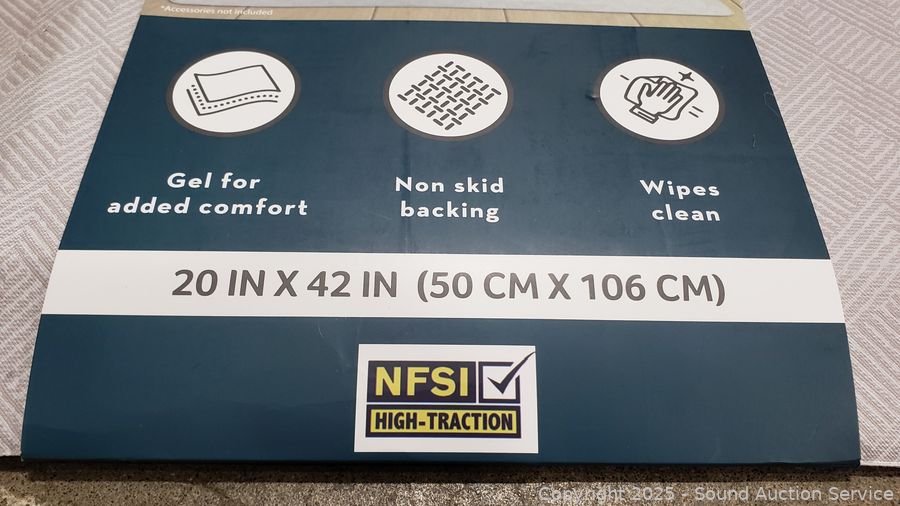 *Accessories not included
Gel for
added comfort
Non skid
backing
Wipes
clean
20 IN X 42 IN (50 CM X 106 CM)
NFSI
HIGH-TRACTION
Copyright 2025 - Sound Auction Service